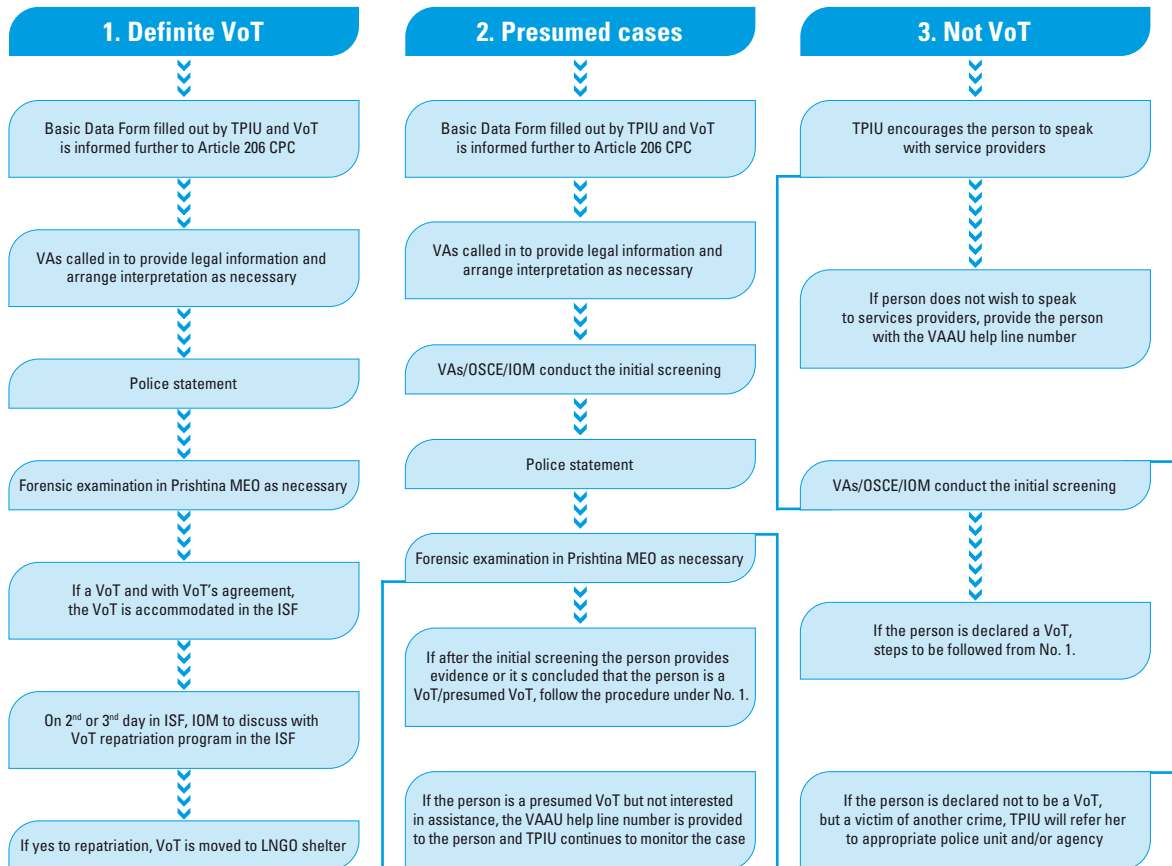 1. Definite VoT
Basic Data Form filled out by TPIU and VoT
is informed further to Article 206 CPC
VAs called in to provide legal information and
arrange interpretation as necessary
Police statement
Forensic examination in Prishtina MEO as necessary
If a VoT and with VoT’s agreement,
the VoT is accommodated in the ISF
On 2nd or 3nd day in ISF, IOM to discuss with
VoT repatriation program in the ISF
If yes to repatriation, VoT is moved to LNGO shelter
2. Presumed cases
Basic Data Form filled out by TPIU and VoT
is informed further to Article 206 CPC
VAs called in to provide legal information and
arrange interpretation as necessary
VAs/OSCE/IOM conduct the initial screening
Police statement
Forensic examination in Prishtina MEO as necessary
If after the initial screening the person provides
evidence or it s concluded that the person is a
VoT/presumed VoT, follow the procedure under No. 1.
If the person is a presumed VoT but not interested
in assistance, the VAAU help line number is provided
to the person and TPIU continues to monitor the case
3. Not VoT
TPIU encourages the person to speak
with service providers
If person does not wish to speak
to services providers, provide the person
with the VAAU help line number
VAs/OSCE/IOM conduct the initial screening
If the person is declared a VoT,
steps to be followed from No. 1.
If the person is declared not to be a VoT,
but a victim of another crime, TPIU will refer her
to appropriate police unit and/or agency